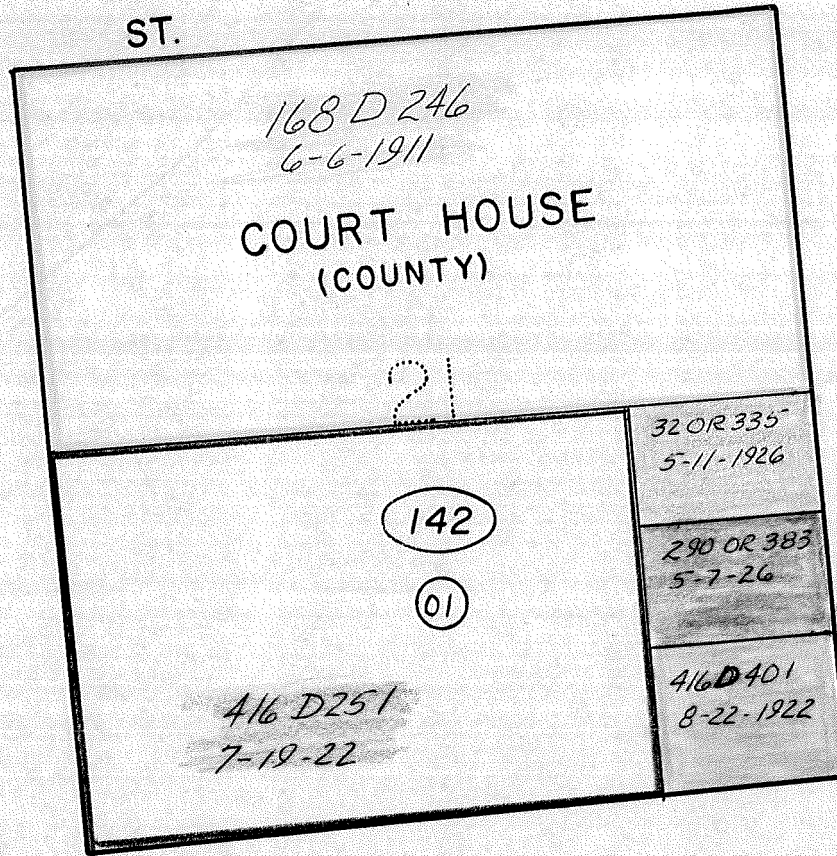 ST.
168 D 246
6-6-1911
COURT HOUSE
(COUNTY)
21
32 OR 335
5-11-1926
142
290 OR 383
5-7-26
01
416 D 401
8-22-1922
416 D 251
7-19-22